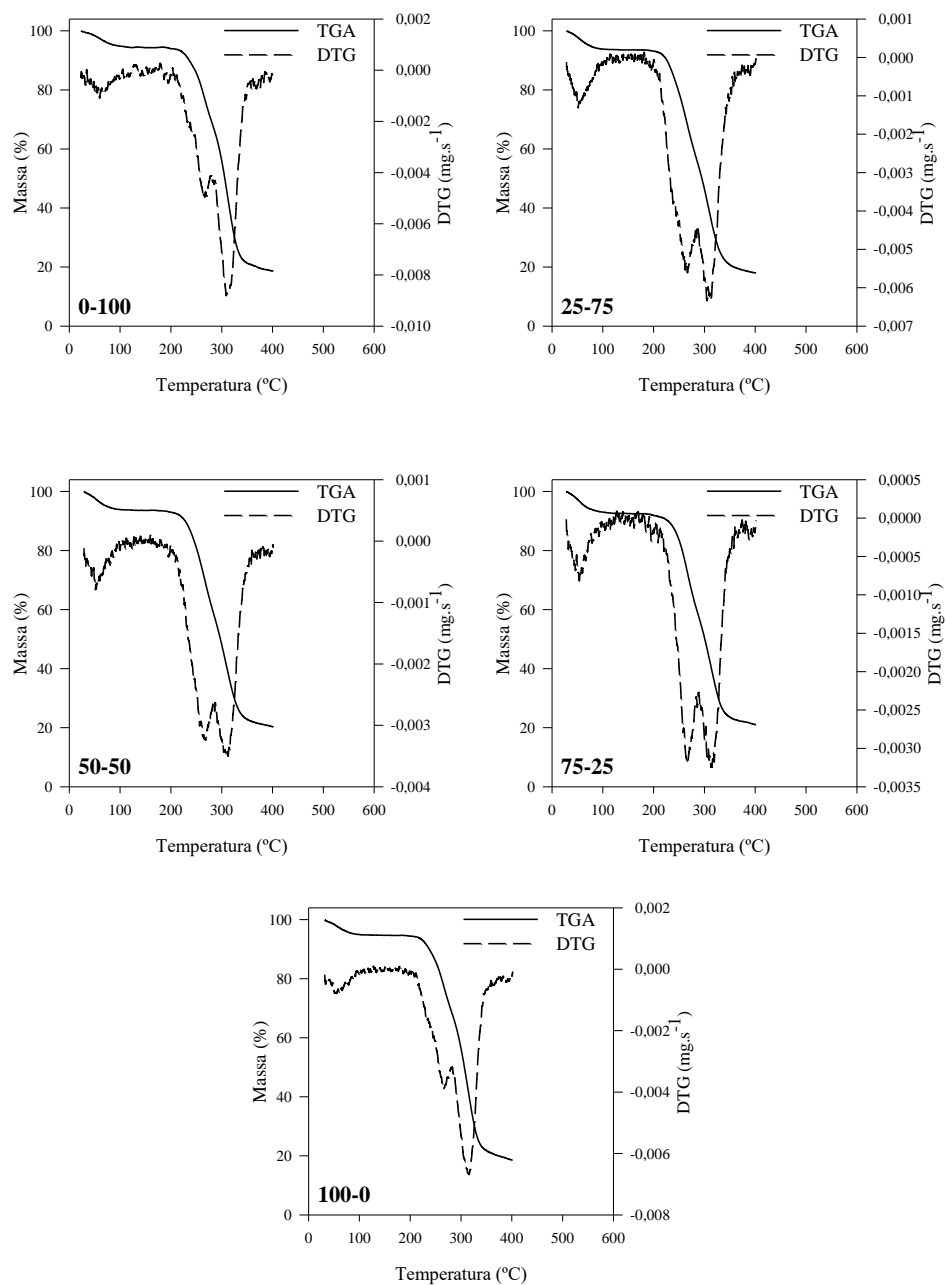 TGA
DTG
Massa (%)
100
80
60
40
20
0
0,002
0,000
-0,002
-0,004
-0,006
-0,008
-0,010
DTG (mg.s-1)
0-100
0 100 200 300 400 500 600
Temperatura (ºC)
TGA
DTG
Massa (%)
100
80
60
40
20
0
0,001
0,000
-0,001
-0,002
-0,003
-0,004
-0,005
-0,006
-0,007
DTG (mg.s-1)
25-75
0 100 200 300 400 500 600
Temperatura (ºC)
TGA
DTG
Massa (%)
100
80
60
40
20
0
0,001
0,000
-0,001
-0,002
-0,003
-0,004
DTG (mg.s-1)
50-50
0 100 200 300 400 500 600
Temperatura (ºC)
TGA
DTG
Massa (%)
100
80
60
40
20
0
0,0005
0,0000
-0,0005
-0,0010
-0,0015
-0,0020
-0,0025
-0,0030
-0,0035
DTG (mg.s-1)
75-25
0 100 200 300 400 500 600
Temperatura (ºC)
TGA
DTG
Massa (%)
100
80
60
40
20
0
0,002
0,000
-0,002
-0,004
-0,006
-0,008
DTG (mg.s-1)
100-0
0 100 200 300 400 500 600
Temperatura (ºC)